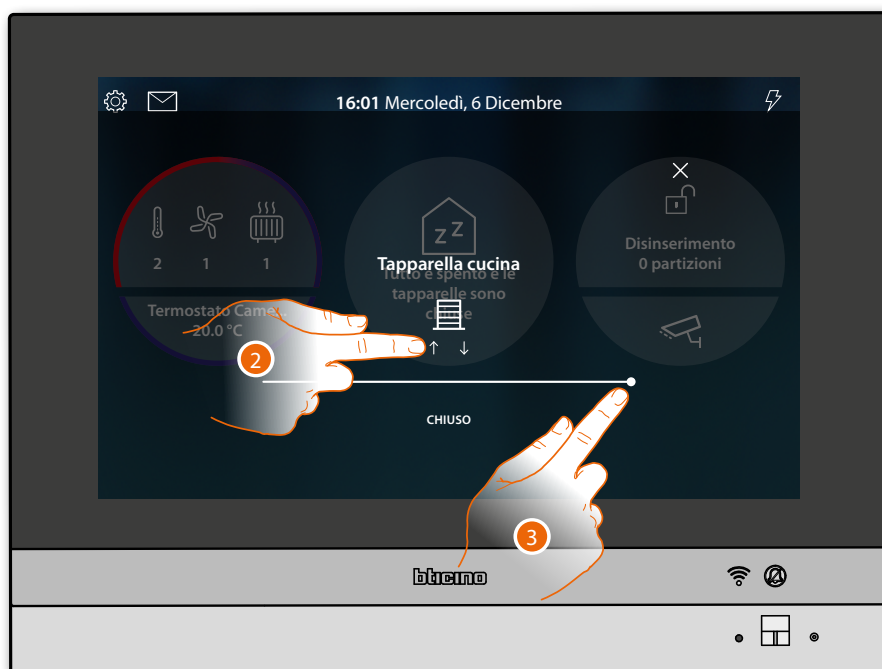 16:01 Mercoledì, 6 Dicembre
z Z
2 1 1
Termostato Came..
20.0 °C
Tapparella cucina
Tutto è spento e le
tapparelle sono
chiuse
Disinserimento
0 partizioni
2
CHIUSO
3
bticino